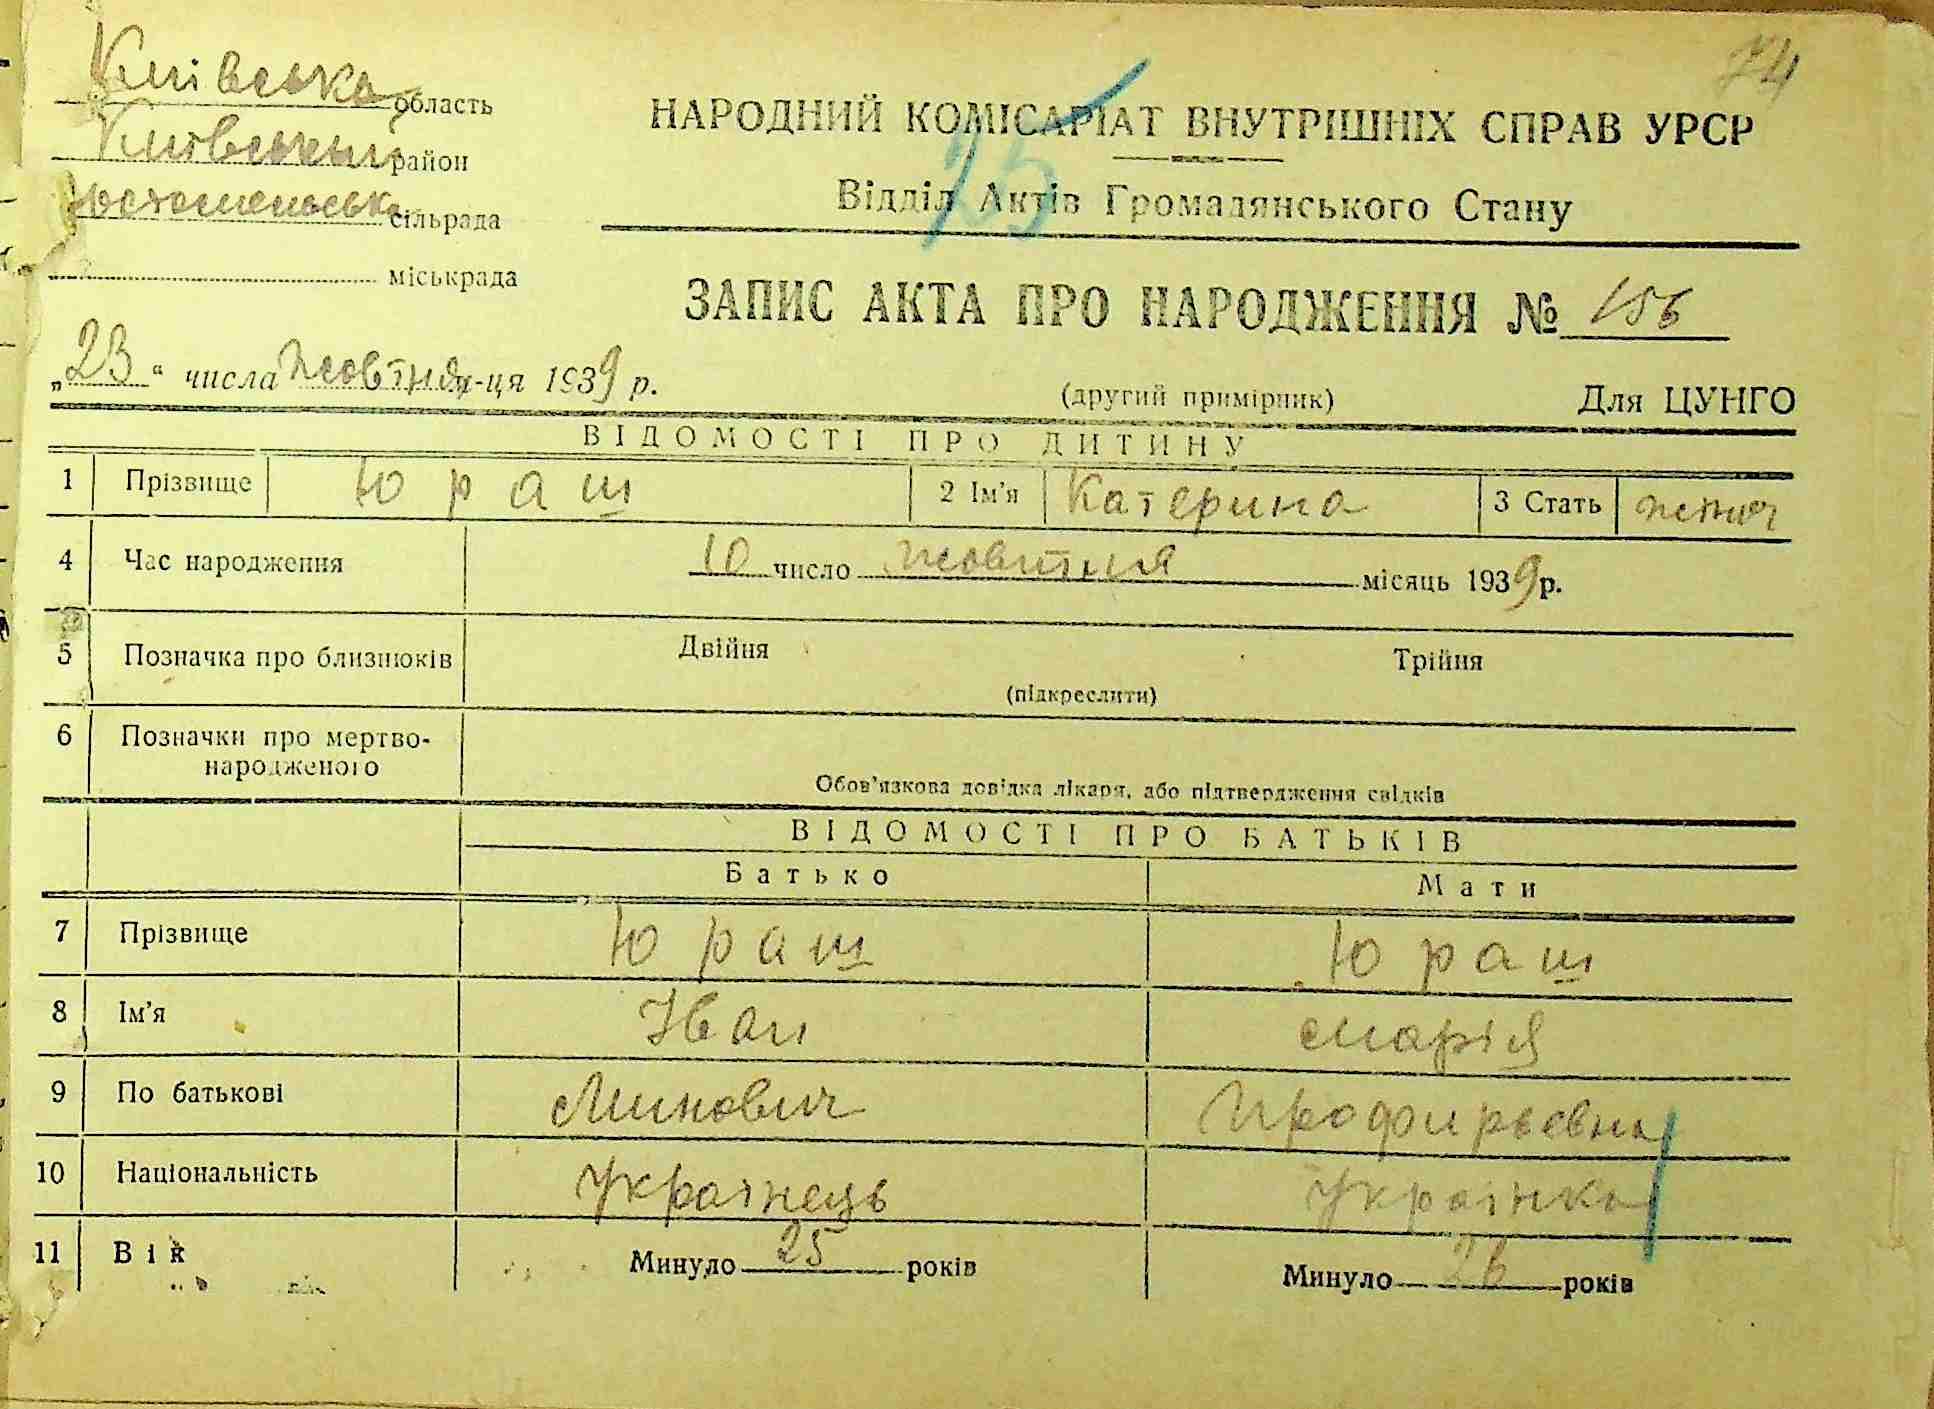 74
Київська область
Київський район
Гостомельська сільрада
міськрада
НАРОДНИЙ КОМІСАРІАТ ВНУТРІШНІХ СПРАВ УРСР
25
Відділ Актів Громадянського Стану
ЗАПИС АКТА ПРО НАРОДЖЕННЯ № 156
„23“ числа жовтня м-ця 1939 р.
(другий примірник) Для ЦУНГО
ВІДОМОСТІ ПРО ДИТИНУ
1 Прізвище Юраш 2 Ім'я Катерина 3 Стать жіноч
4 Час народження 10 число жовтня місяць 1939 р.
5 Позначка про близнюків Двійня Трійня
(підкреслити)
6 Позначки про мертво-
народженого
Обов'язкова довідка лікаря, або підтвердження свідків
ВІДОМОСТІ ПРО БАТЬКІВ
Батько Мати
7 Прізвище Юраш Юраш
8 Ім'я Іван Марія
9 По батькові Минович Профирьевна
10 Національність Українець Українка
11 Вік Минуло 25 років Минуло 26 років